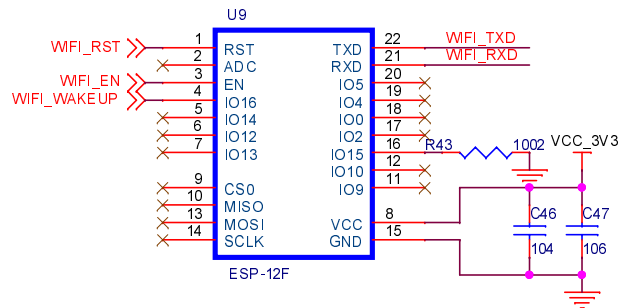 U9
WIFI_RST 1 RST TXD 22 WIFI_TXD
2 ADC RXD 21 WIFI_RXD
WIFI_EN 3 EN IO5 20
WIFI_WAKEUP 4 IO16 IO4 19
5 IO14 IO0 18
6 IO12 IO2 17
7 IO13 IO15 16 R43 1002 VCC_3V3
IO10 12
9 CS0 IO9 11
10 MISO
13 MOSI VCC 8 C46 C47
14 SCLK GND 15 104 106
ESP-12F